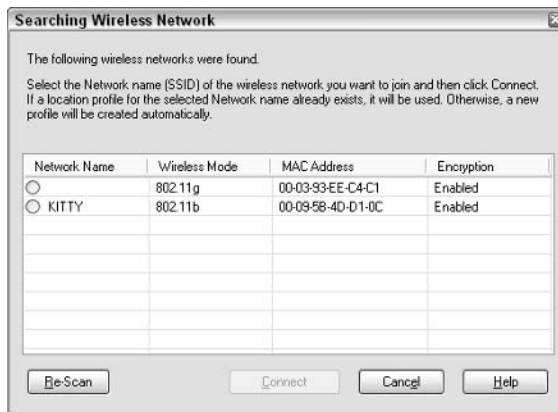 Searching Wireless Network
The following wireless networks were found.
Select the Network name (SSID) of the wireless network you want to join and then click Connect.
If a location profile for the selected Network name already exists, it will be used. Otherwise, a new
profile will be created automatically.
Network Name Wireless Mode MAC Address Encryption
802.11g 00-03-93-EE-C4-C1 Enabled
KITTY 802.11b 00-09-5B-4D-D1-0C Enabled
Re-Scan Connect Cancel Help